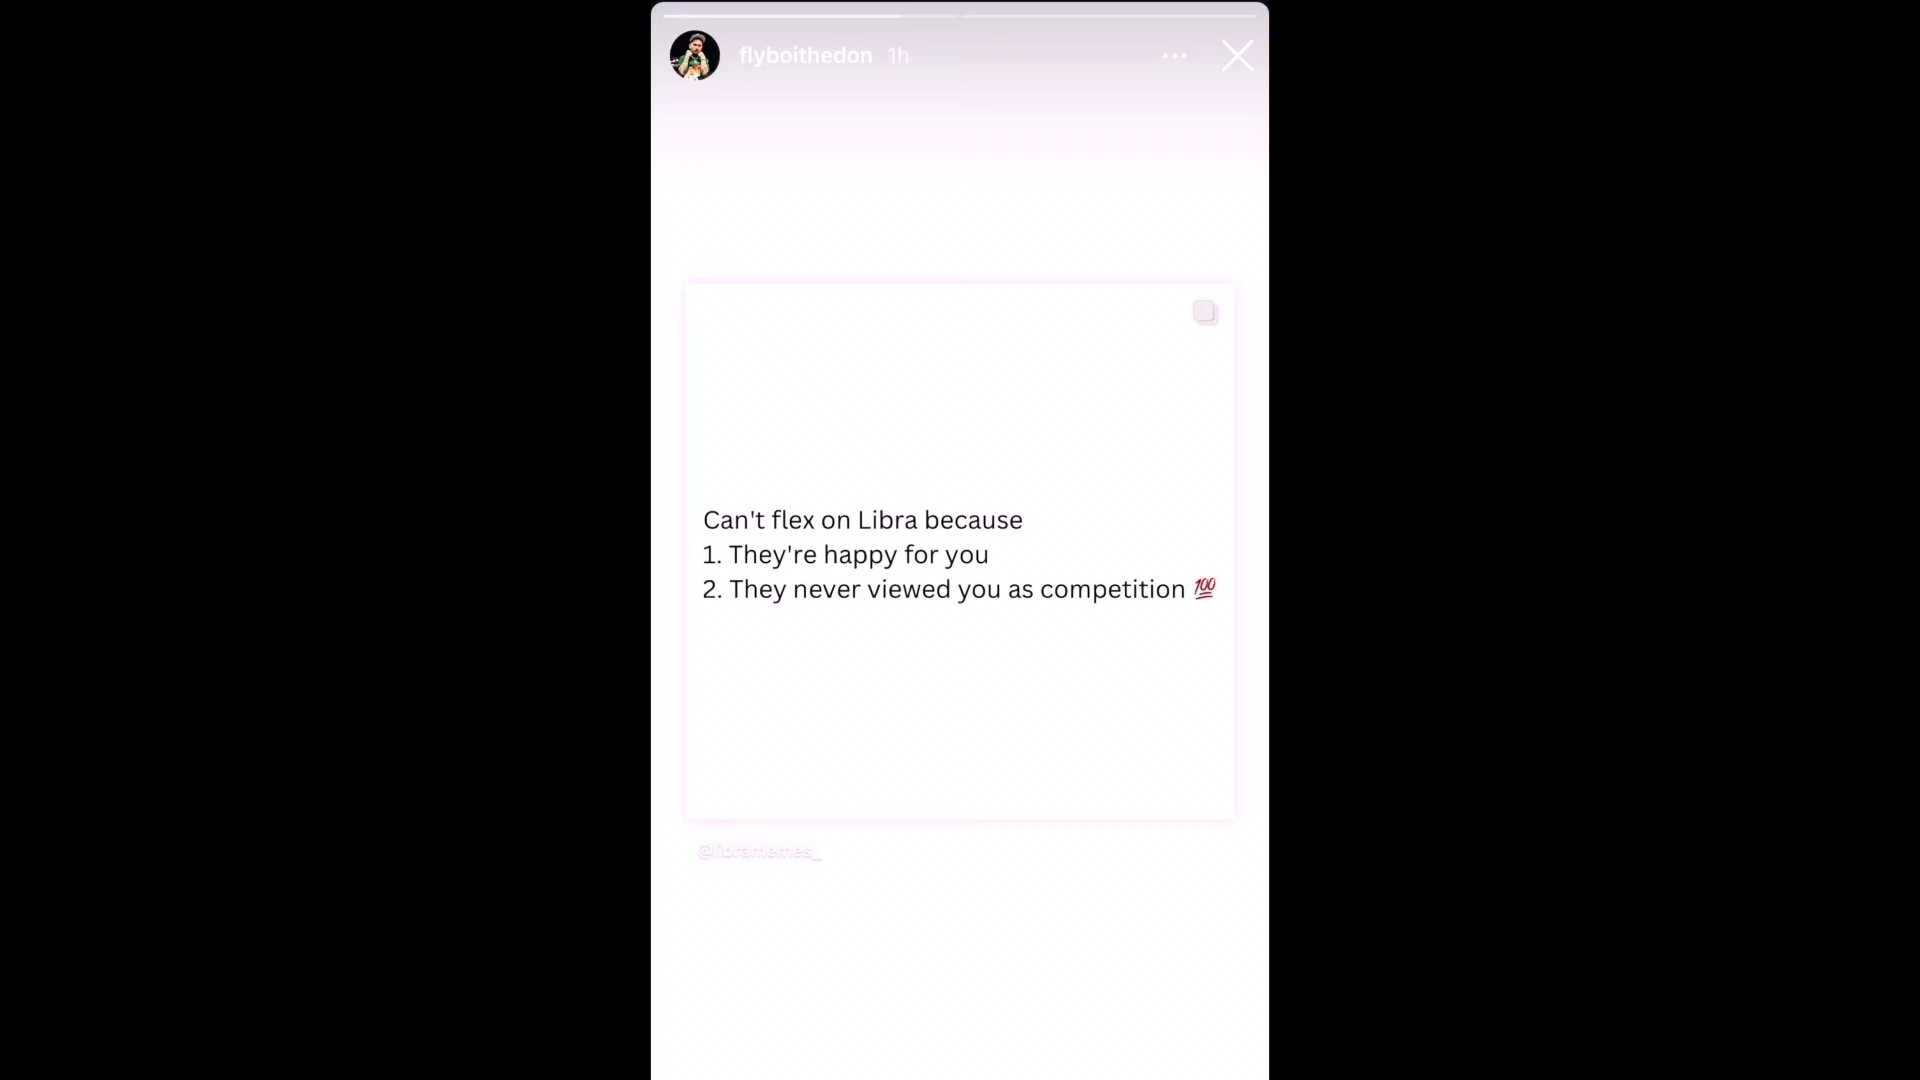 flyboithedon 1h
Can't flex on Libra because
1. They're happy for you
2. They never viewed you as competition 💯
@libramemes_